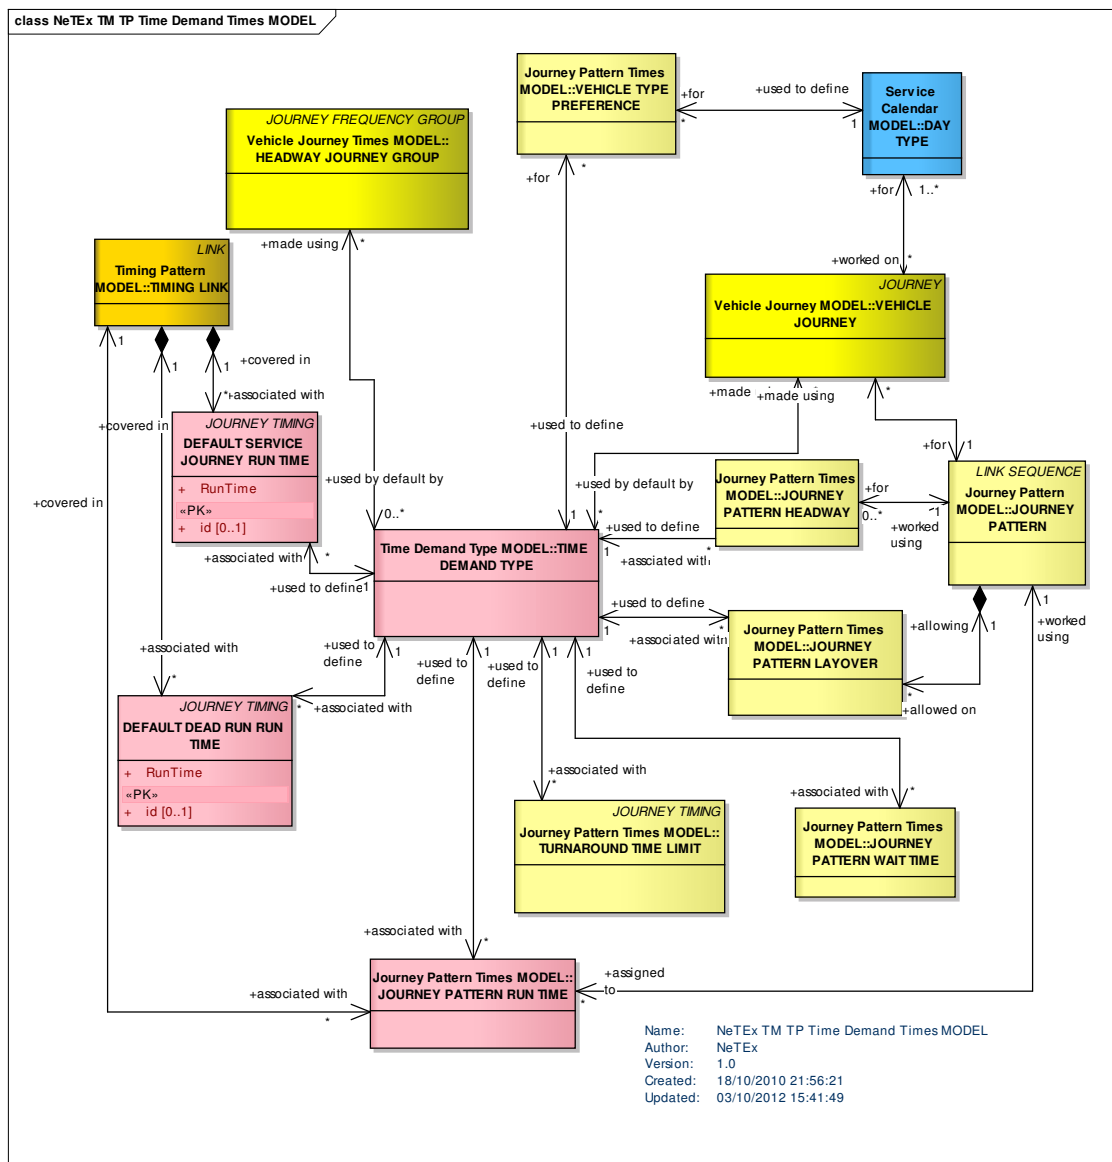 class NeTEx TM TP Time Demand Times MODEL
Journey Pattern Times
MODEL::VEHICLE TYPE
PREFERENCE
+for
*
+used to define
1
Service
Calendar
MODEL::DAY
TYPE
JOURNEY FREQUENCY GROUP
Vehicle Journey Times MODEL::
HEADWAY JOURNEY GROUP
+for
*
+for
1..*
+made using
*
+worked on
*
LINK
Timing Pattern
MODEL::TIMING LINK
JOURNEY
Vehicle Journey MODEL::VEHICLE
JOURNEY
1
1
1
+covered in
+made
+made using
*
*
*
+associated with
+covered in
+used to define
+for
1
JOURNEY TIMING
DEFAULT SERVICE
JOURNEY RUN TIME
+ RunTime
«PK»
+ id [0..1]
+covered in
+used by default by
0..*
+used by default by
1
*
Journey Pattern Times
MODEL::JOURNEY
PATTERN HEADWAY
+for
0..*
1
+worked
using
LINK SEQUENCE
Journey Pattern
MODEL::JOURNEY
PATTERN
+associated with
*
+used to define
1
Time Demand Type MODEL::TIME
DEMAND TYPE
+used to define
1
+assciated with
*
+used to define
1
+associated with
*
Journey Pattern Times
MODEL::JOURNEY
PATTERN LAYOVER
+allowing
1
1
+worked
using
*
+allowed on
+associated with
*
+used to
define
1
+used to
define
1
+used to
define
1
+used to
define
1
*
+associated with
JOURNEY TIMING
DEFAULT DEAD RUN RUN
TIME
+ RunTime
«PK»
+ id [0..1]
+associated with
*
+associated with
*
JOURNEY TIMING
Journey Pattern Times MODEL::
TURNAROUND TIME LIMIT
Journey Pattern Times
MODEL::JOURNEY
PATTERN WAIT TIME
+associated with
*
Journey Pattern Times MODEL::
JOURNEY PATTERN RUN TIME
+assigned
to
*
+associated with
*
Name: NeTEx TM TP Time Demand Times MODEL
Author: NeTEx
Version: 1.0
Created: 18/10/2010 21:56:21
Updated: 03/10/2012 15:41:49